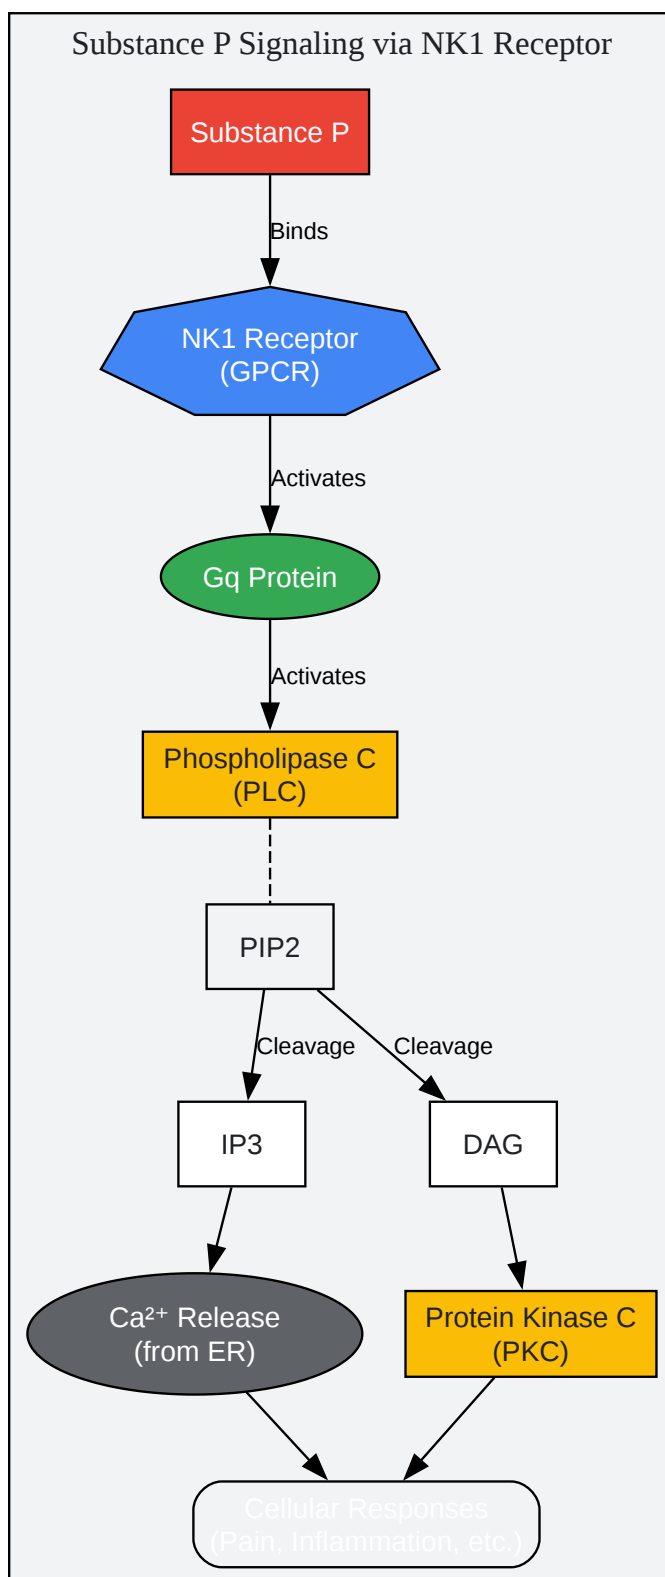 Substance P Signaling via NK1 Receptor
Substance P
Binds
NK1 Receptor
(GPCR)
Activates
Gq Protein
Activates
Phospholipase C
(PLC)
PIP2
Cleavage
Cleavage
IP3
DAG
Ca²⁺ Release
(from ER)
Protein Kinase C
(PKC)
Cellular Responses
(Pain, Inflammation, etc.)